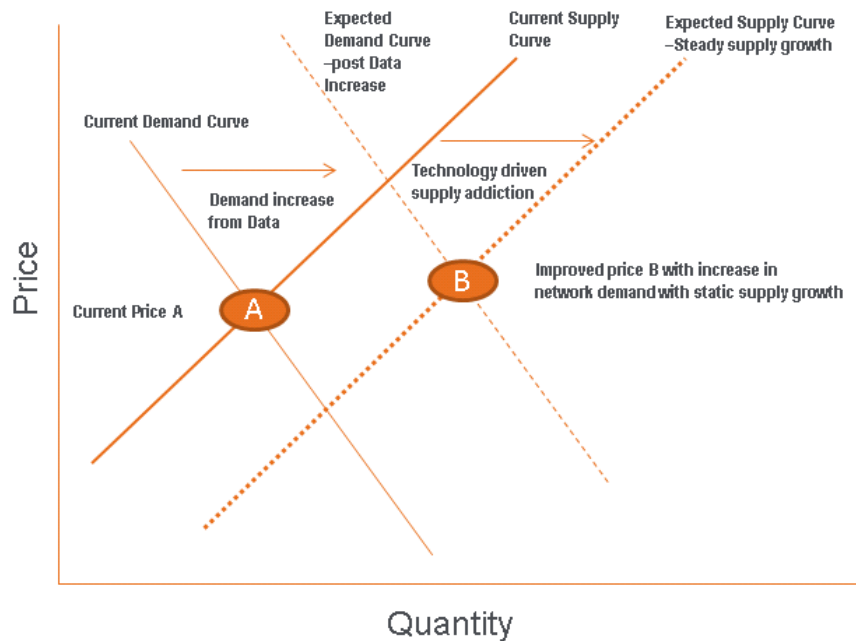 Expected
Demand Curve
–post Data
Increase
Current Supply
Curve
Expected Supply Curve
–Steady supply growth
Current Demand Curve
Demand increase
from Data
Technology driven
supply addiction
Price
Current Price A
A
B
Improved price B with increase in
network demand with static supply growth
Quantity